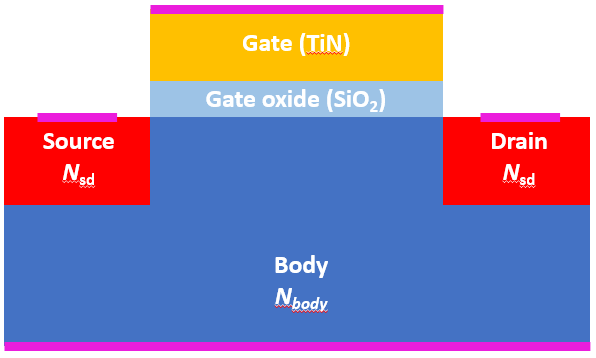 Gate (TiN)
Gate oxide (SiO₂)
Source
Nsd
Drain
Nsd
Body
Nbody